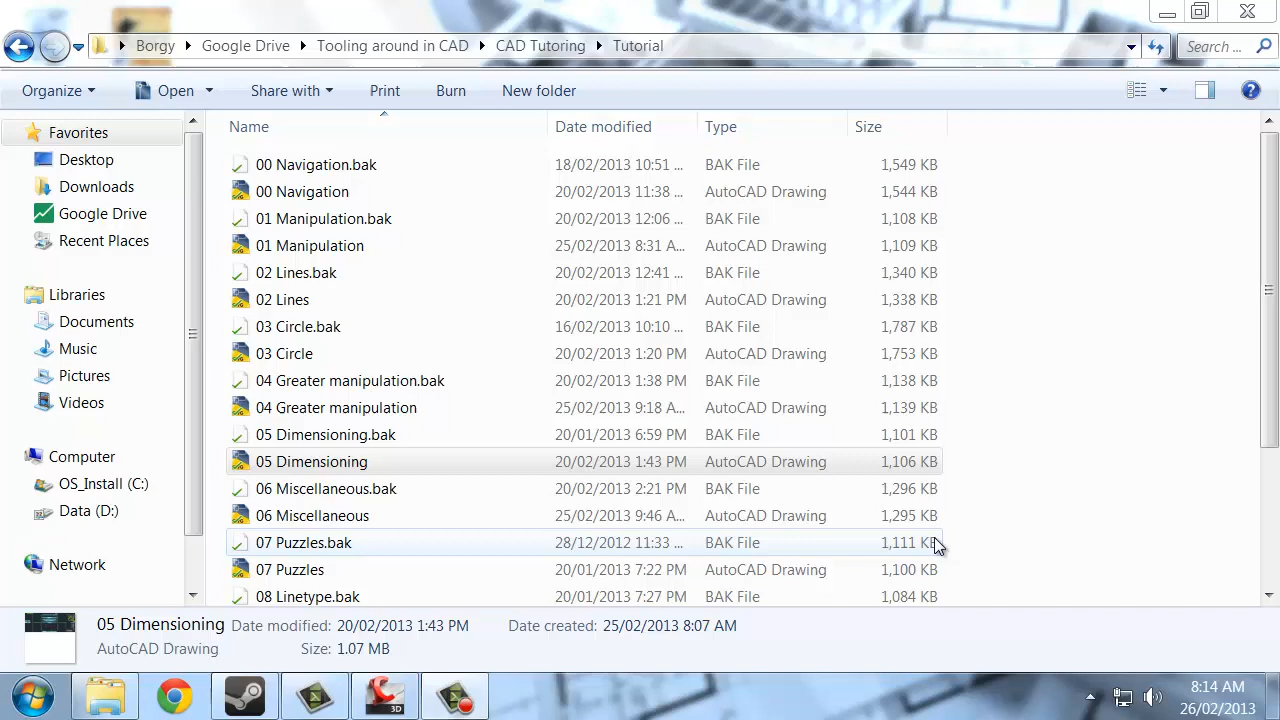 Borgy Google Drive Tooling around in CAD CAD Tutoring Tutorial Search ...
Organize Open Share with Print Burn New folder
Favorites
Desktop
Downloads
Google Drive
Recent Places
Libraries
Documents
Music
Pictures
Videos
Computer
OS_Install (C:)
Data (D:)
Network
Name Date modified Type Size
00 Navigation.bak 18/02/2013 10:51 ... BAK File 1,549 KB
00 Navigation 20/02/2013 11:38 ... AutoCAD Drawing 1,544 KB
01 Manipulation.bak 20/02/2013 12:06 ... BAK File 1,108 KB
01 Manipulation 25/02/2013 8:31 A... AutoCAD Drawing 1,109 KB
02 Lines.bak 20/02/2013 12:41 ... BAK File 1,340 KB
02 Lines 20/02/2013 1:21 PM AutoCAD Drawing 1,338 KB
03 Circle.bak 16/02/2013 10:10 ... BAK File 1,787 KB
03 Circle 20/02/2013 1:20 PM AutoCAD Drawing 1,753 KB
04 Greater manipulation.bak 20/02/2013 1:38 PM BAK File 1,138 KB
04 Greater manipulation 25/02/2013 9:18 A... AutoCAD Drawing 1,139 KB
05 Dimensioning.bak 20/01/2013 6:59 PM BAK File 1,101 KB
05 Dimensioning 20/02/2013 1:43 PM AutoCAD Drawing 1,106 KB
06 Miscellaneous.bak 20/02/2013 2:21 PM BAK File 1,296 KB
06 Miscellaneous 25/02/2013 9:46 A... AutoCAD Drawing 1,295 KB
07 Puzzles.bak 28/12/2012 11:33 ... BAK File 1,111 KB
07 Puzzles 20/01/2013 7:22 PM AutoCAD Drawing 1,100 KB
08 Linetype.bak 20/01/2013 7:27 PM BAK File 1,084 KB
05 Dimensioning Date modified: 20/02/2013 1:43 PM Date created: 25/02/2013 8:07 AM
AutoCAD Drawing Size: 1.07 MB
3D
8:14 AM
26/02/2013